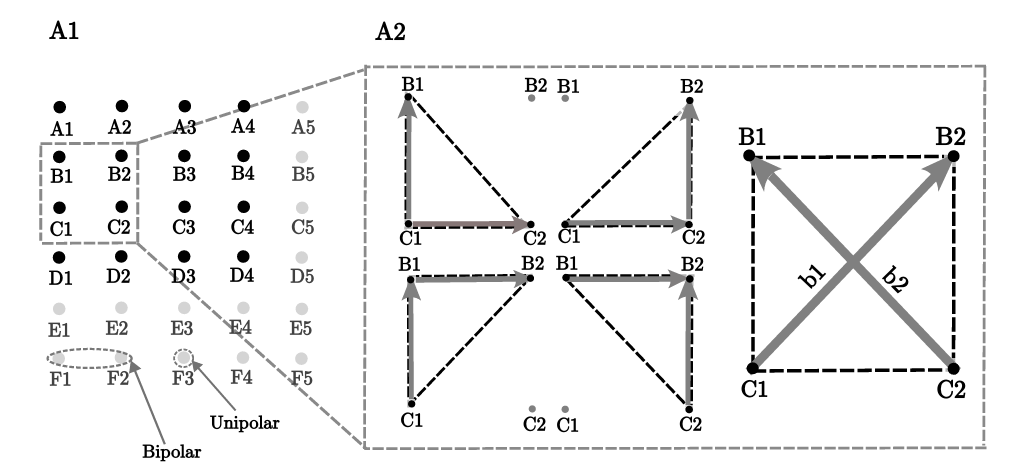 A1 A2
A1 A2 A3 A4 A5
B1 B2 B3 B4 B5
C1 C2 C3 C4 C5
D1 D2 D3 D4 D5
E1 E2 E3 E4 E5
F1 F2 F3 F4 F5
Unipolar
Bipolar
B1 B2 B1 B2
C1 C2 C1 C2
B1 B2 B1 B2
C1 C2 C1 C2
B1 B2
b1 b2
C1 C2